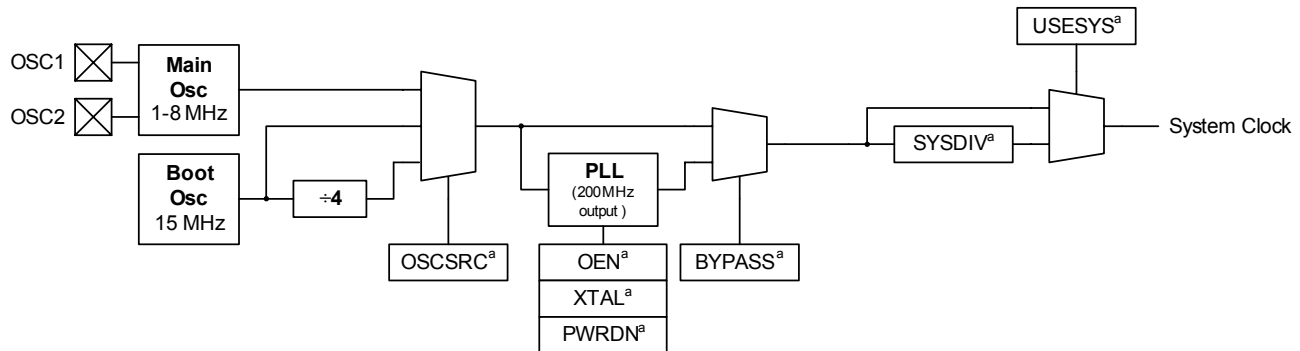 USESYSa
OSC1
Main
Osc
1-8 MHz
OSC2
System Clock
SYSDIVa
Boot
Osc
15 MHz
÷4
PLL
(200MHz
output )
OSCSRCa
OENa
BYPASSa
XTALa
PWRDNa